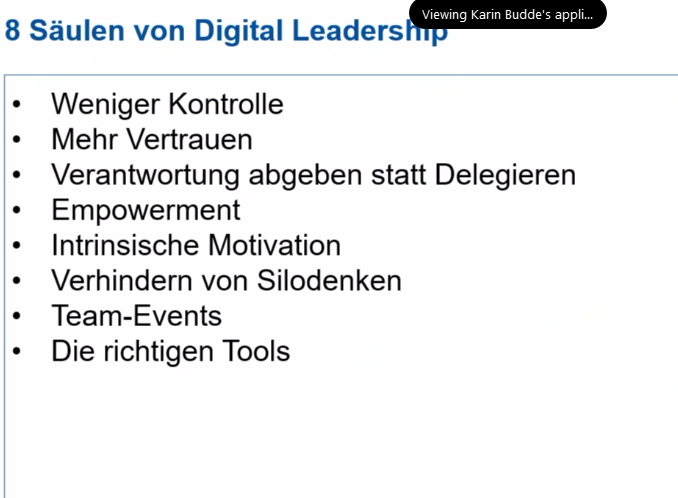 Viewing Karin Budde's appli...
8 Säulen von Digital Leadership
• Weniger Kontrolle
• Mehr Vertrauen
• Verantwortung abgeben statt Delegieren
• Empowerment
• Intrinsische Motivation
• Verhindern von Silodenken
• Team-Events
• Die richtigen Tools